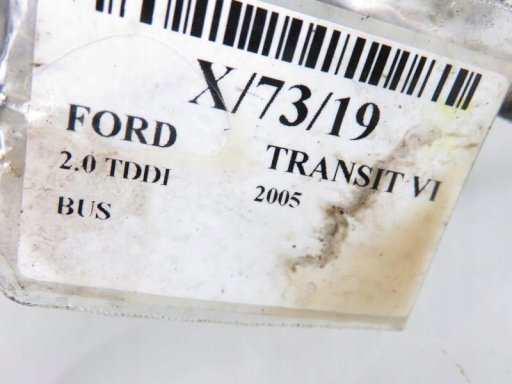 X/73/19
FORD TRANSIT VI
2.0 TDDI 2005
BUS